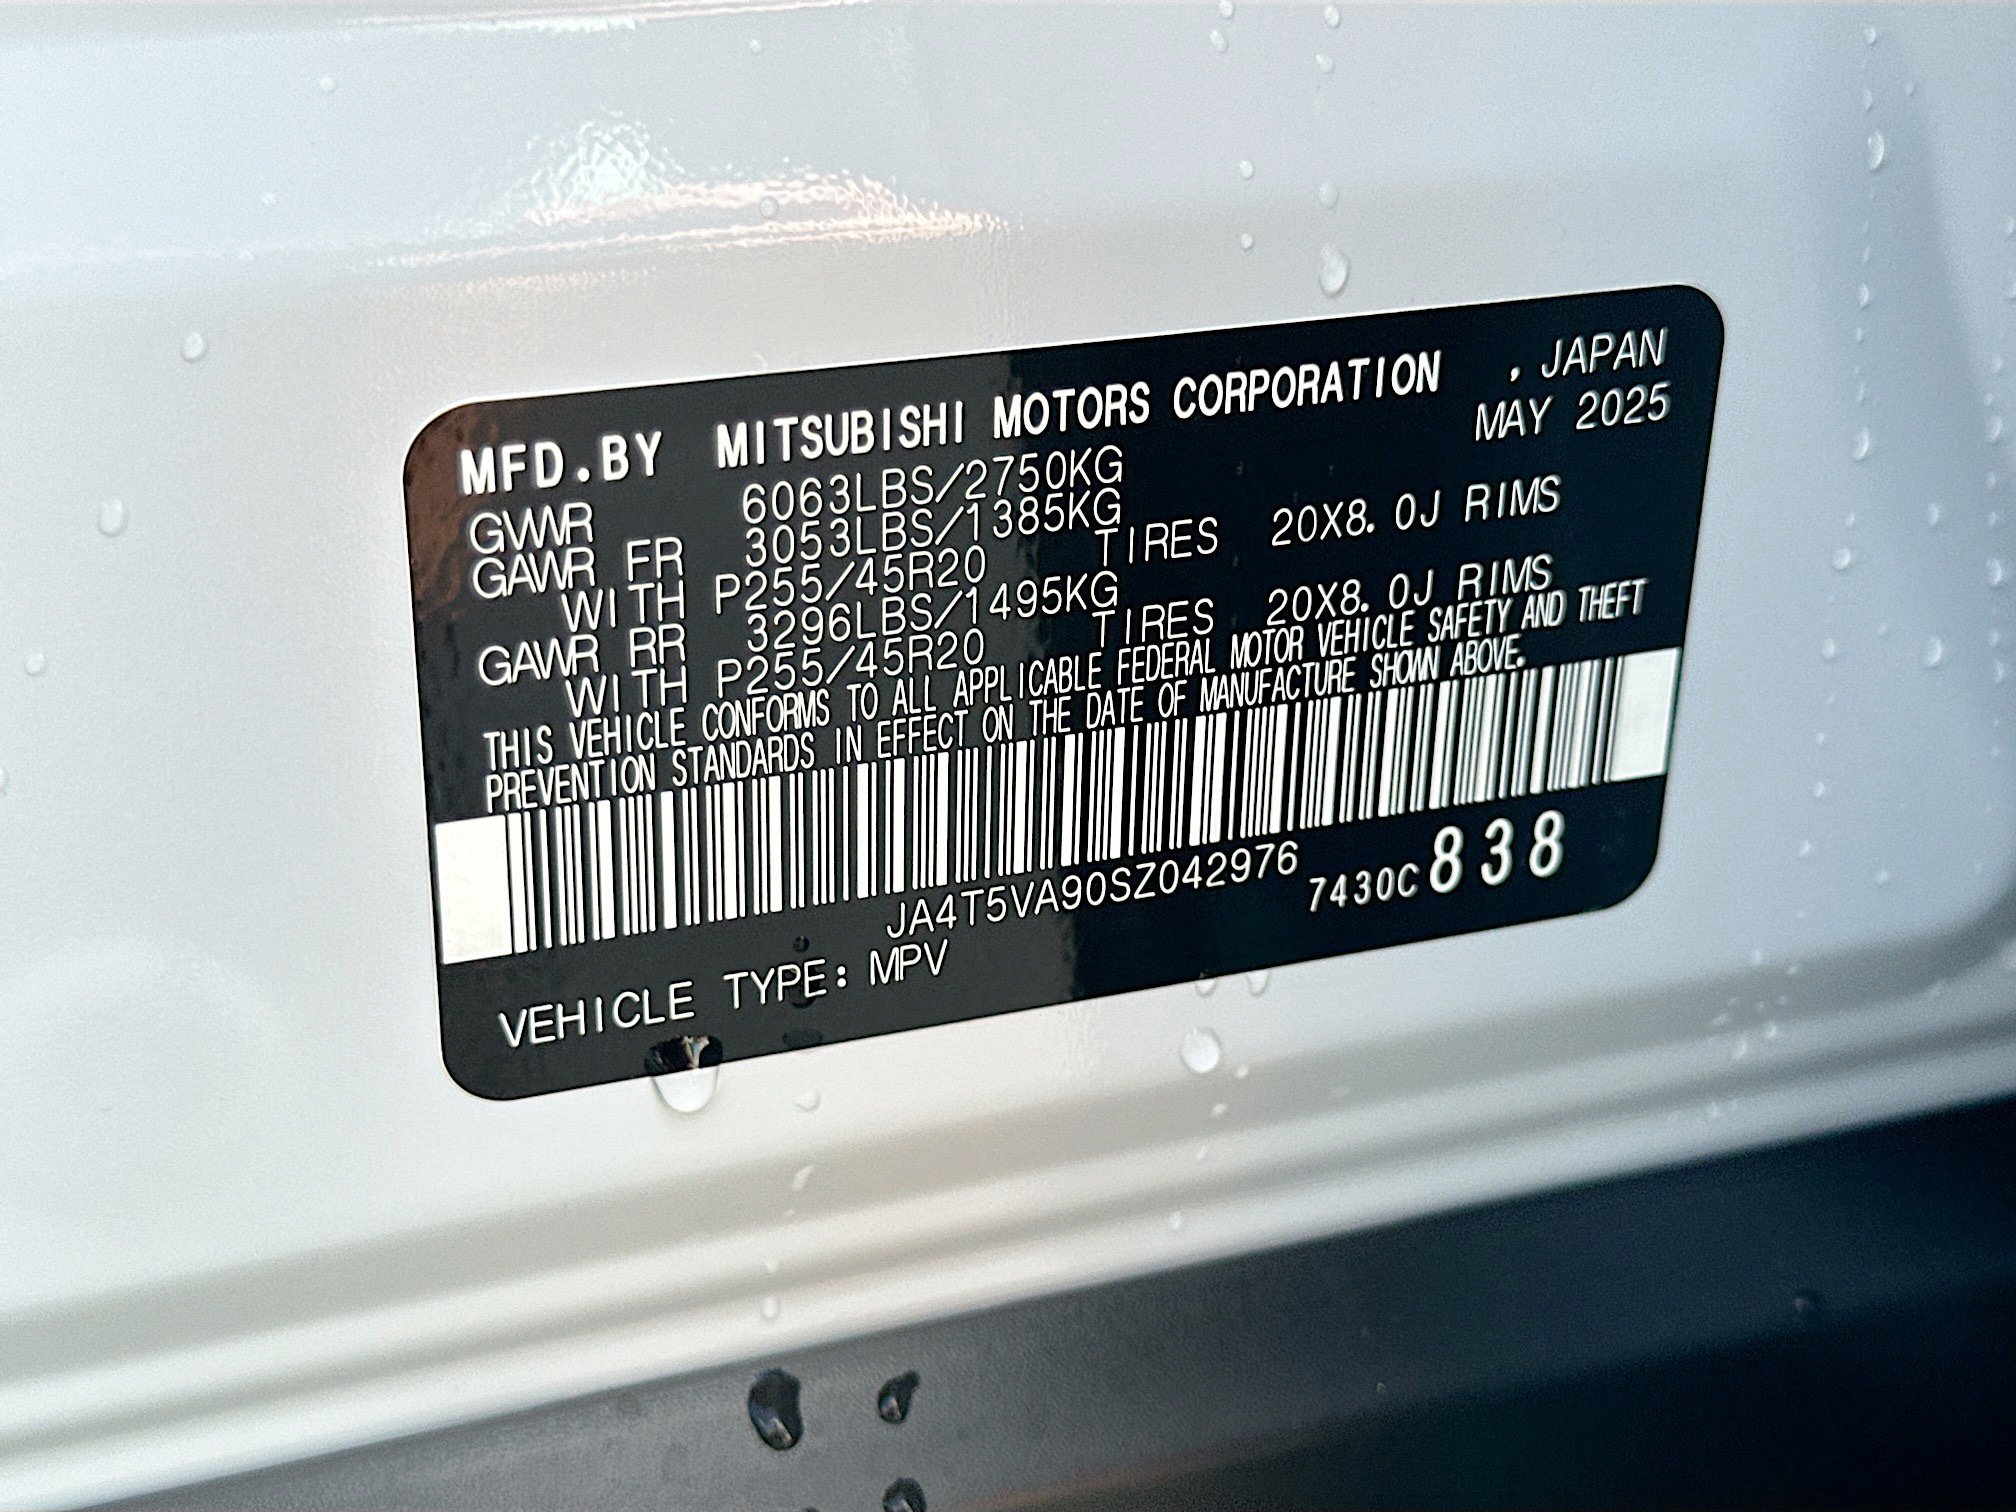 MFD.BY MITSUBISHI MOTORS CORPORATION , JAPAN
MAY 2025
GVWR 6063LBS/2750KG
GAWR FR 3053LBS/1385KG
WITH P255/45R20 TIRES 20X8.0J RIMS
GAWR RR 3296LBS/1495KG
WITH P255/45R20 TIRES 20X8.0J RIMS
THIS VEHICLE CONFORMS TO ALL APPLICABLE FEDERAL MOTOR VEHICLE SAFETY AND THEFT
PREVENTION STANDARDS IN EFFECT ON THE DATE OF MANUFACTURE SHOWN ABOVE.
JA4T5VA90SZ042976 7430C 838
VEHICLE TYPE: MPV